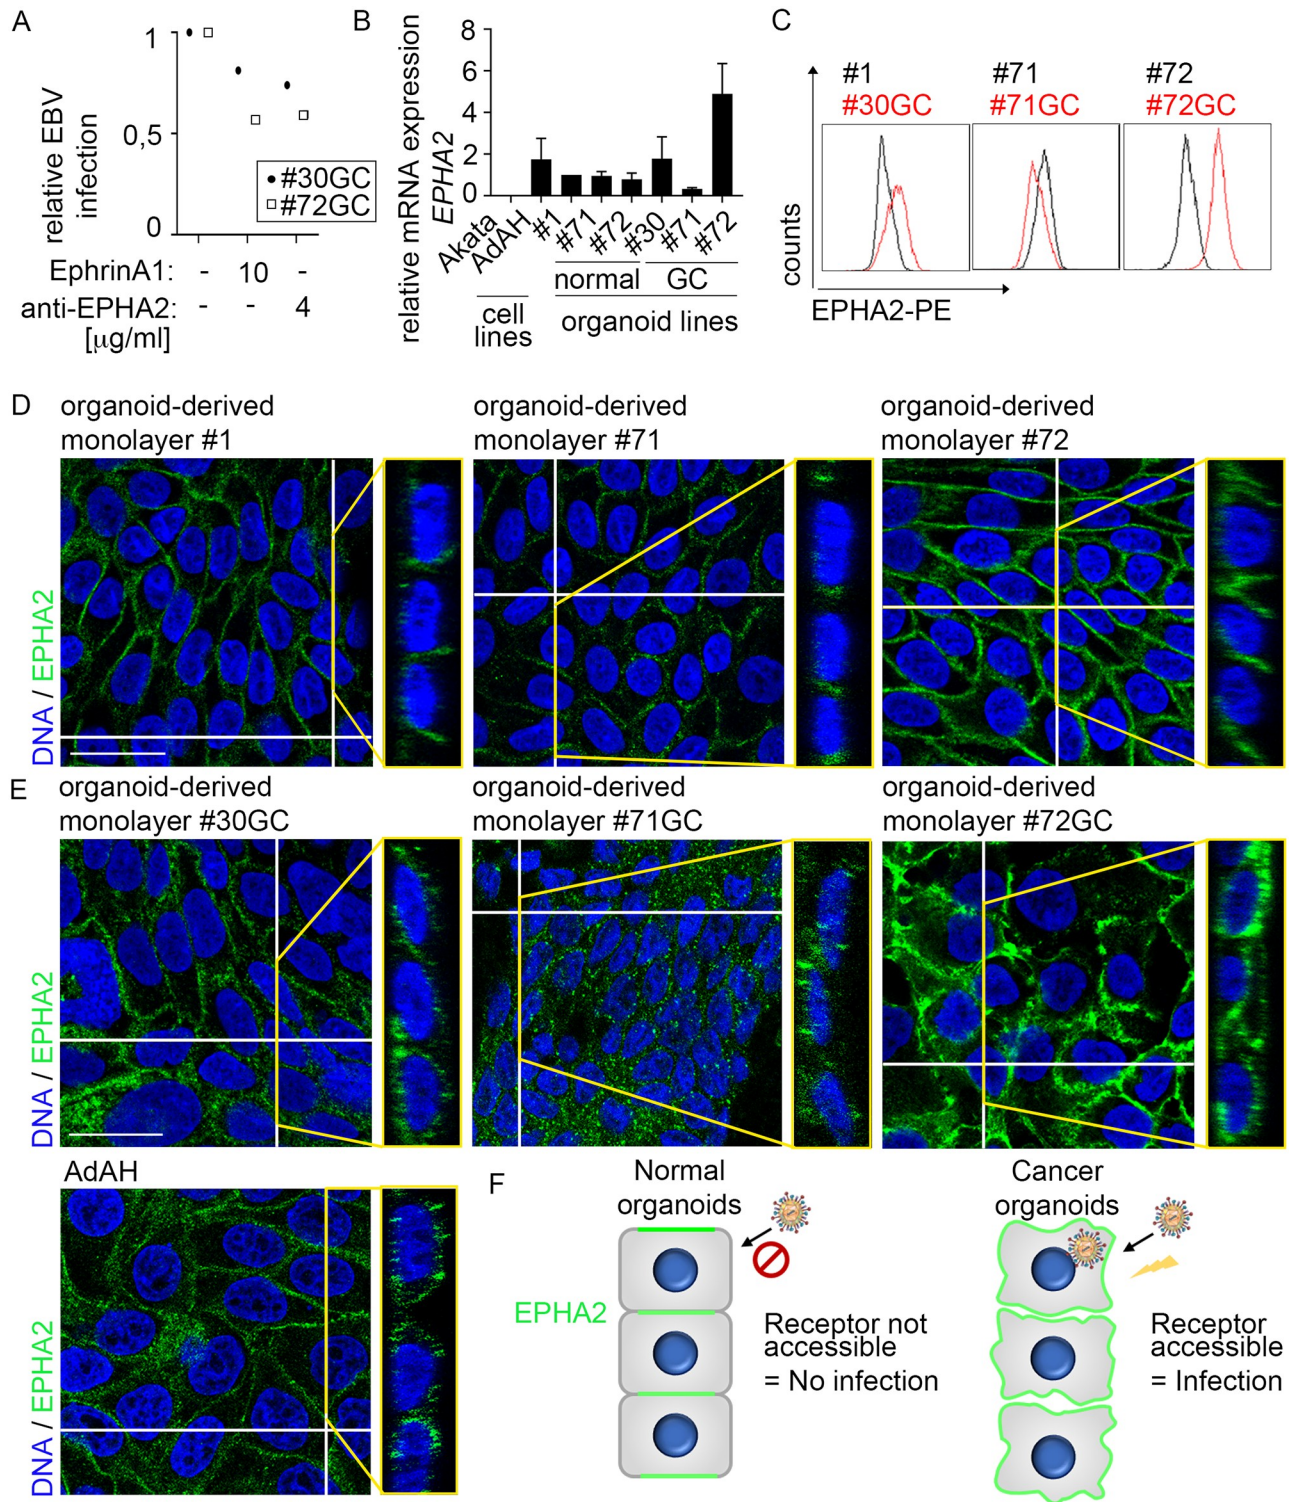 A
1
0,5
0
relative EBV
infection
#30GC
#72GC
EphrinA1: - 10 -
anti-EPHA2: - - 4
[μg/ml]
B
relative mRNA expression
EPHA2
8
6
4
2
0
Akata
AdAH
#1
#71
#72
#30
#71
#72
normal
GC
cell
lines
organoid lines
C
#1
#30GC
#71
#71GC
#72
#72GC
counts
EPHA2-PE
D
organoid-derived
monolayer #1
organoid-derived
monolayer #71
organoid-derived
monolayer #72
DNA / EPHA2
E
organoid-derived
monolayer #30GC
organoid-derived
monolayer #71GC
organoid-derived
monolayer #72GC
DNA / EPHA2
AdAH
DNA / EPHA2
F
Normal
organoids
Cancer
organoids
EPHA2
Receptor not
accessible
= No infection
Receptor
accessible
= Infection